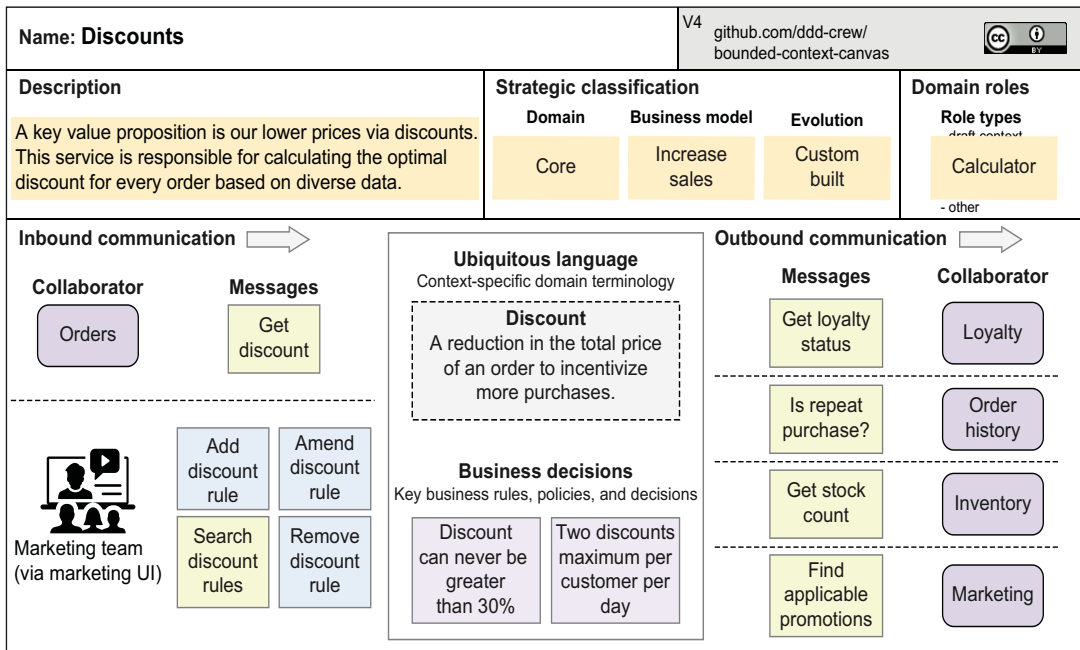 Name: Discounts
V4
github.com/ddd-crew/
bounded-context-canvas
cc
BY
Description
A key value proposition is our lower prices via discounts.
This service is responsible for calculating the optimal
discount for every order based on diverse data.
Strategic classification
Domain
Core
Business model
Increase
sales
Evolution
Custom
built
Domain roles
Role types
- draft context
Calculator
- other
Inbound communication
Collaborator
Messages
Orders
Get
discount
Marketing team
(via marketing UI)
Add
discount
rule
Amend
discount
rule
Search
discount
rules
Remove
discount
rule
Ubiquitous language
Context-specific domain terminology
Discount
A reduction in the total price
of an order to incentivize
more purchases.
Business decisions
Key business rules, policies, and decisions
Discount
can never be
greater
than 30%
Two discounts
maximum per
customer per
day
Outbound communication
Messages
Collaborator
Get loyalty
status
Loyalty
Is repeat
purchase?
Order
history
Get stock
count
Inventory
Find
applicable
promotions
Marketing